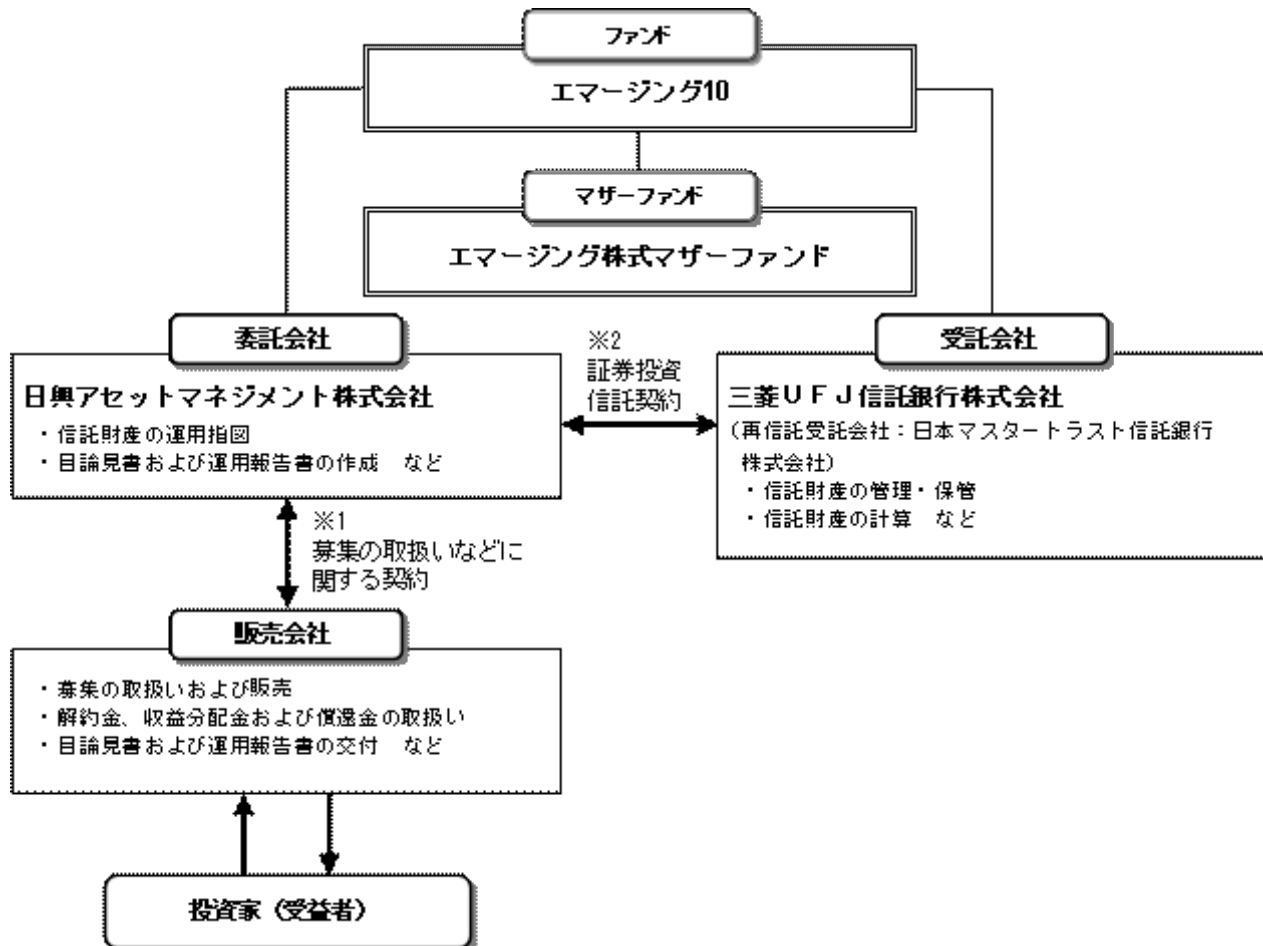 ファンド
エマージング10
マザーファンド
エマージング株式マザーファンド
委託会社
日興アセットマネジメント株式会社
・信託財産の運用指図
・目論見書および運用報告書の作成　など
※2
証券投資
信託契約
受託会社
三菱ＵＦＪ信託銀行株式会社
（再信託受託会社：日本マスタートラスト信託銀行
株式会社）
・信託財産の管理・保管
・信託財産の計算　など
※1
募集の取扱いなどに
関する契約
販売会社
・募集の取扱いおよび販売
・解約金、収益分配金および償還金の取扱い
・目論見書および運用報告書の交付　など
投資家（受益者）